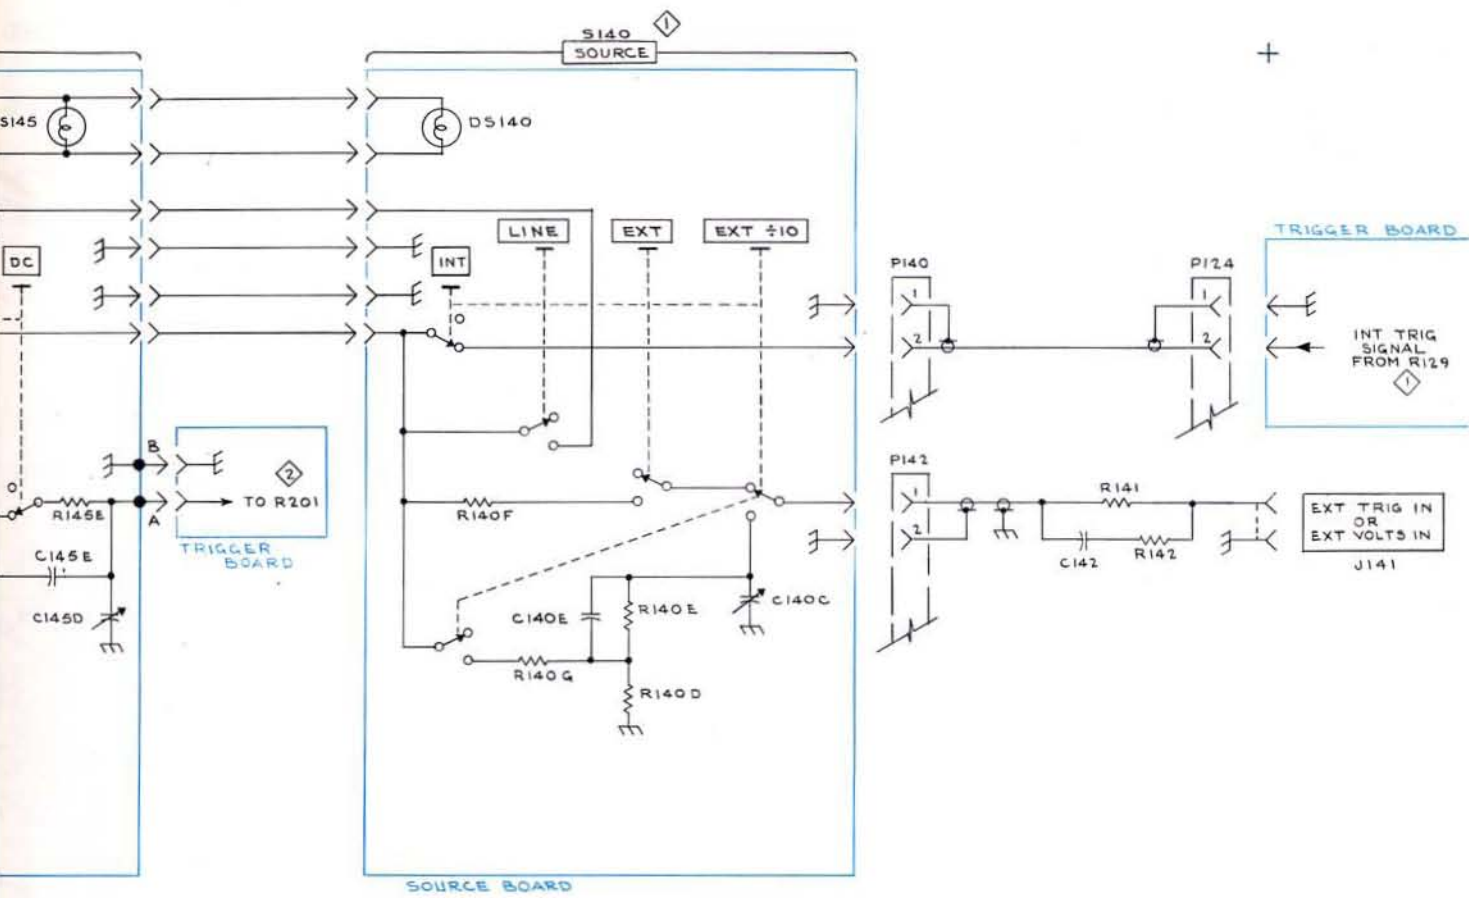 S140
1
SOURCE
S145
DS140
LINE
EXT
EXT ÷10
DC
INT
P140
P124
TRIGGER BOARD
1
1
2
2
INT TRIG
SIGNAL
FROM R129
1
B
2
TO R201
A
R145E
TRIGGER
BOARD
C145E
C145D
R140F
P142
1
2
R141
C142
R142
EXT TRIG IN
OR
EXT VOLTS IN
J141
C140E
R140E
C140C
R140G
R140D
SOURCE BOARD